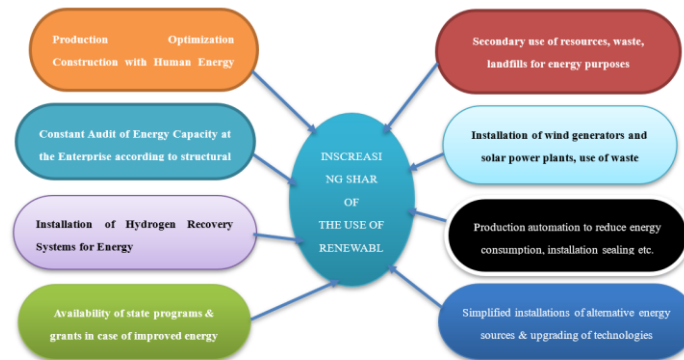 Production Optimization
Construction with Human Energy
Constant Audit of Energy Capacity at
the Enterprise according to structural
Installation of Hydrogen Recovery
Systems for Energy
Availability of state programs &
grants in case of improved energy
INSCREASI
NG SHAR
OF
THE USE OF
RENEWABL
Secondary use of resources, waste,
landfills for energy purposes
Installation of wind generators and
solar power plants, use of waste
Production automation to reduce energy
consumption, installation sealing etc.
Simplified installations of alternative energy
sources & upgrading of technologies